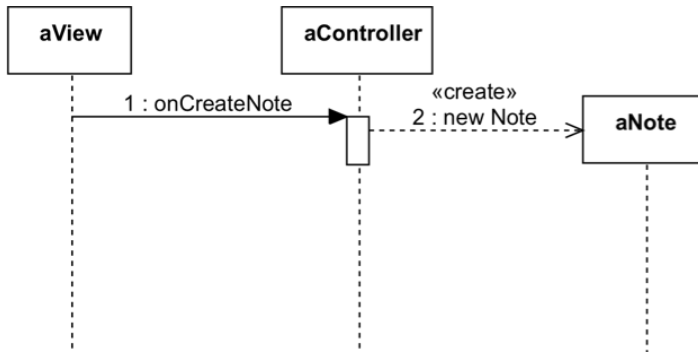 aView
aController
1 : onCreateNote
«create»
2 : new Note
aNote